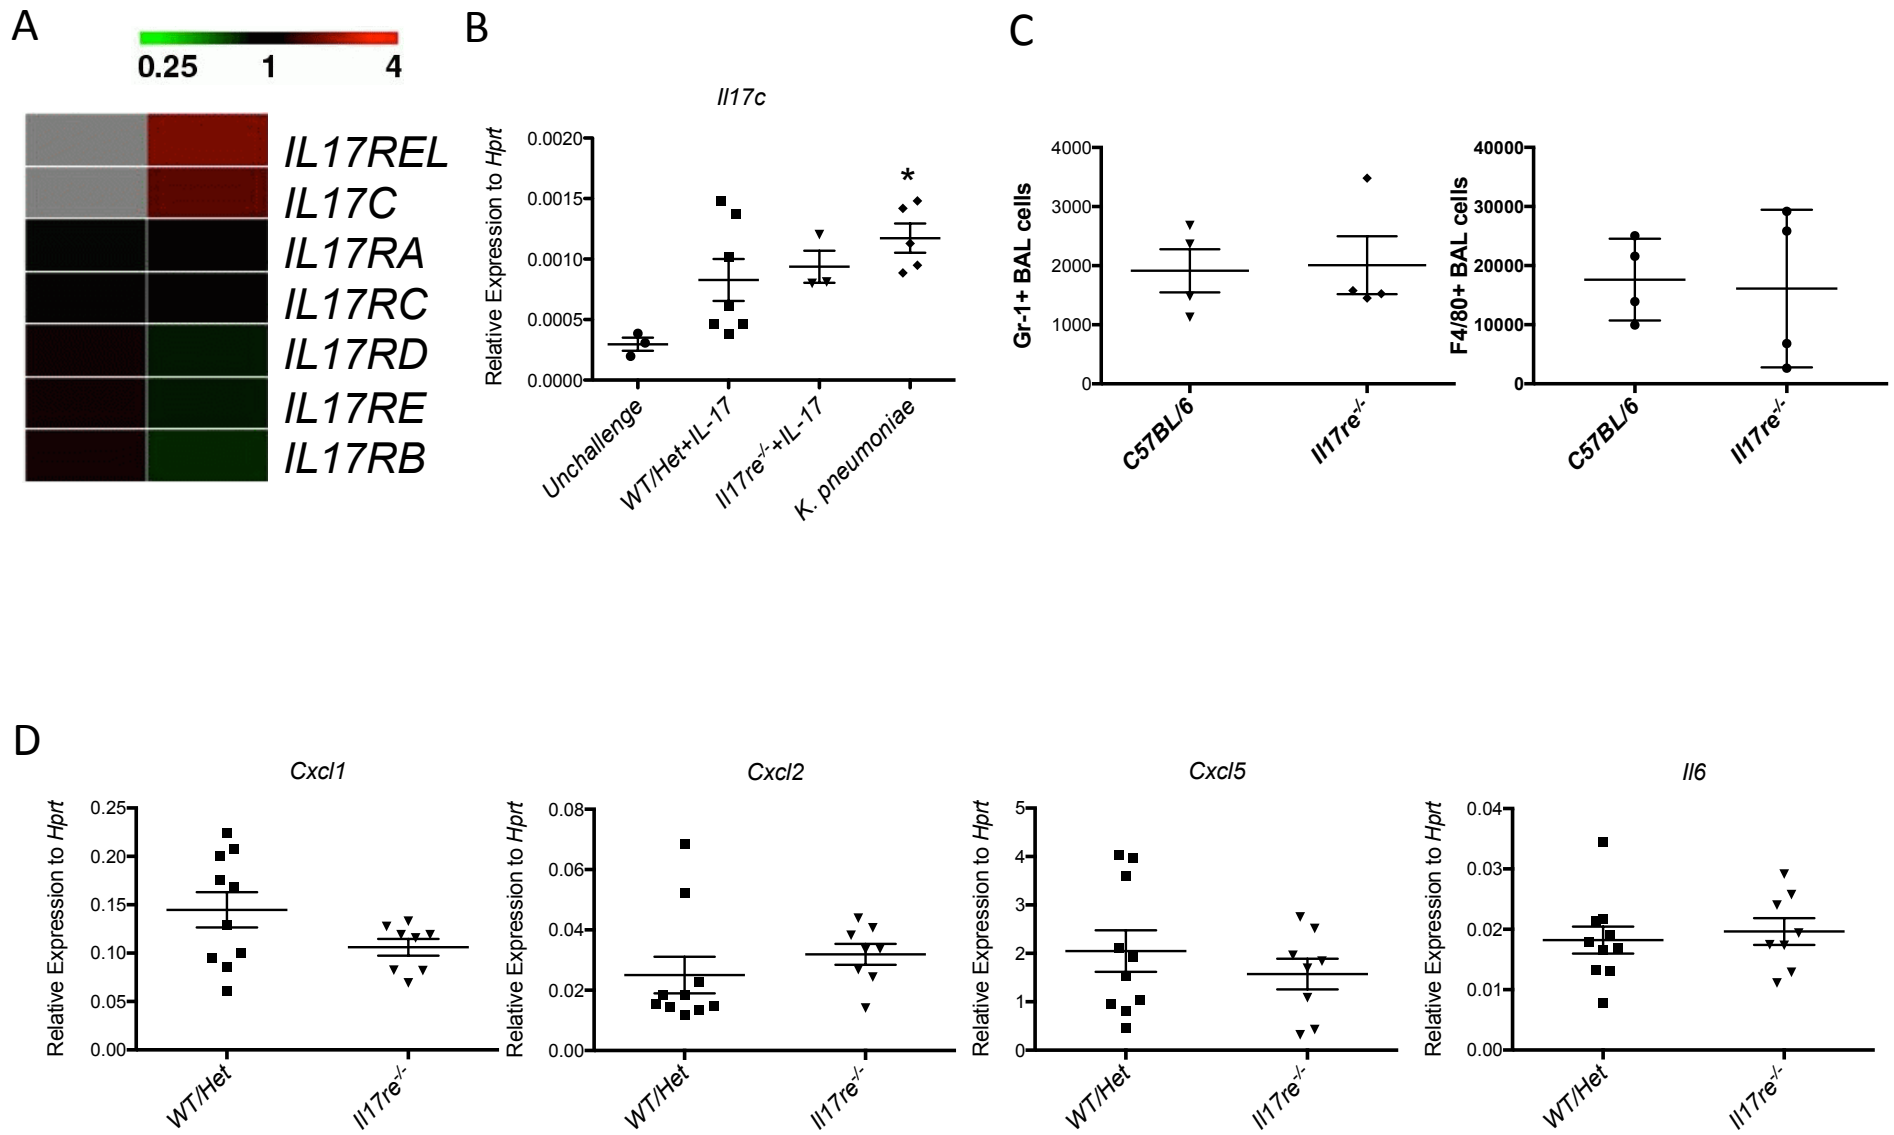 A
0.25 1 4
IL17REL
IL17C
IL17RA
IL17RC
IL17RD
IL17RE
IL17RB
B
Il17c
Relative Expression to Hprt
0.0020
0.0015
0.0010
0.0005
0.0000
*
Unchallenge
WT/Het+IL-17
Il17re-/-+IL-17
K. pneumoniae
C
Gr-1+ BAL cells
4000
3000
2000
1000
0
C57BL/6
Il17re-/-
F4/80+ BAL cells
40000
30000
20000
10000
0
C57BL/6
Il17re-/-
D
Cxcl1
Relative Expression to Hprt
0.25
0.20
0.15
0.10
0.05
0.00
WT/Het
Il17re-/-
Cxcl2
Relative Expression to Hprt
0.08
0.06
0.04
0.02
0.00
WT/Het
Il17re-/-
Cxcl5
Relative Expression to Hprt
5
4
3
2
1
0
WT/Het
Il17re-/-
Il6
Relative Expression to Hprt
0.04
0.03
0.02
0.01
0.00
WT/Het
Il17re-/-